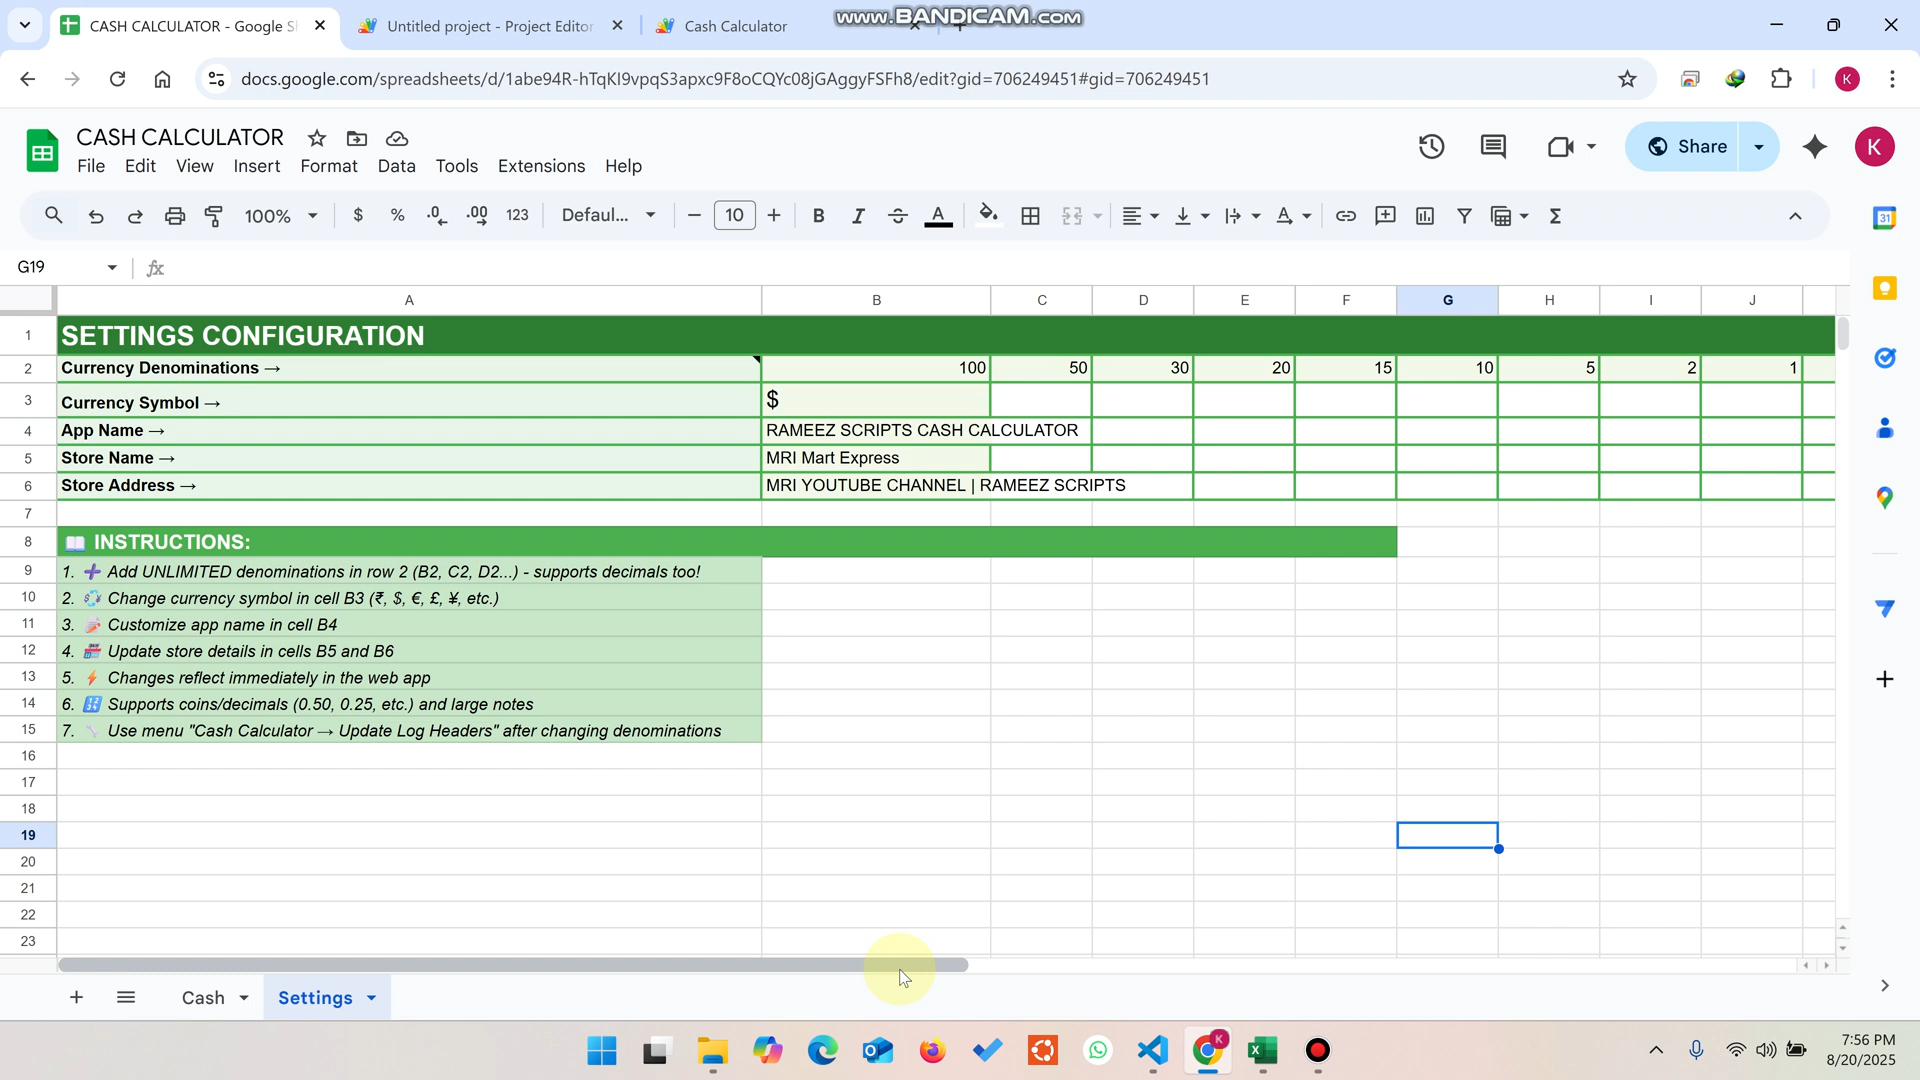 CASH CALCULATOR - Google S
Untitled project - Project Editor
Cash Calculator
www.BANDICAM.com
docs.google.com/spreadsheets/d/1abe94R-hTqKI9vpqS3apxc9F8oCQYc08jGAggyFSFh8/edit?gid=706249451#gid=706249451
K
CASH CALCULATOR
File Edit View Insert Format Data Tools Extensions Help
Share
K
100% $ % .0 .00 123 Defaul... 10 B I A
31
G19
fx
A B C D E F G H I J
1 SETTINGS CONFIGURATION
2 Currency Denominations → 100 50 30 20 15 10 5 2 1
3 Currency Symbol → $
4 App Name → RAMEEZ SCRIPTS CASH CALCULATOR
5 Store Name → MRI Mart Express
6 Store Address → MRI YOUTUBE CHANNEL | RAMEEZ SCRIPTS
7
8 📖 INSTRUCTIONS:
9 1. ➕ Add UNLIMITED denominations in row 2 (B2, C2, D2...) - supports decimals too!
10 2. 💱 Change currency symbol in cell B3 (₹, $, €, £, ¥, etc.)
11 3. Customize app name in cell B4
12 4. 🏪 Update store details in cells B5 and B6
13 5. ⚡ Changes reflect immediately in the web app
14 6. 🔢 Supports coins/decimals (0.50, 0.25, etc.) and large notes
15 7. 🔧 Use menu "Cash Calculator → Update Log Headers" after changing denominations
16
17
18
19
20
21
22
23
Cash
Settings
K
7:56 PM
8/20/2025